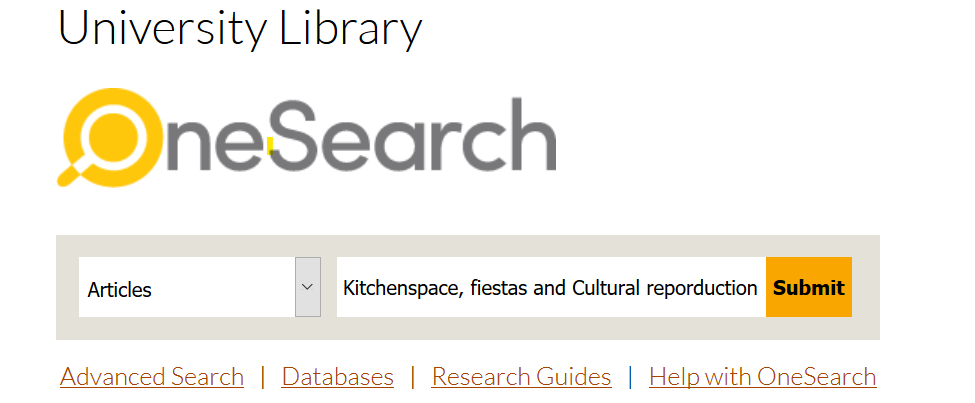 University Library
OneSearch
Articles
Kitchenspace, fiestas and Cultural reporduction
Submit
Advanced Search | Databases | Research Guides | Help with OneSearch